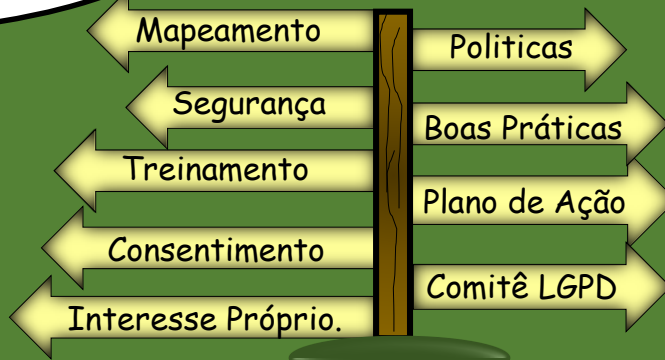 Mapeamento
Segurança
Treinamento
Consentimento
Interesse Próprio.
Politicas
Boas Práticas
Plano de Ação
Comitê LGPD